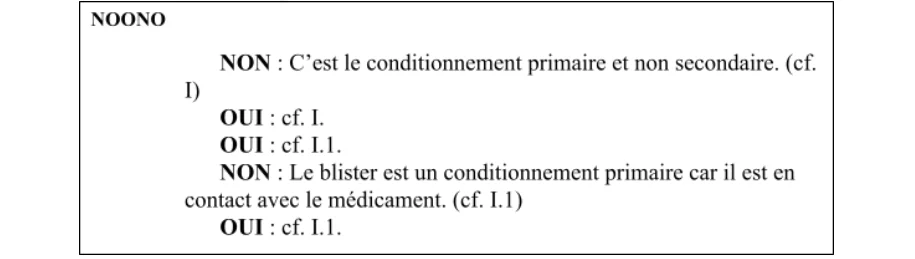 NOONO
NON : C’est le conditionnement primaire et non secondaire. (cf.
I)
OUI : cf. I.
OUI : cf. I.1.
NON : Le blister est un conditionnement primaire car il est en
contact avec le médicament. (cf. I.1)
OUI : cf. I.1.